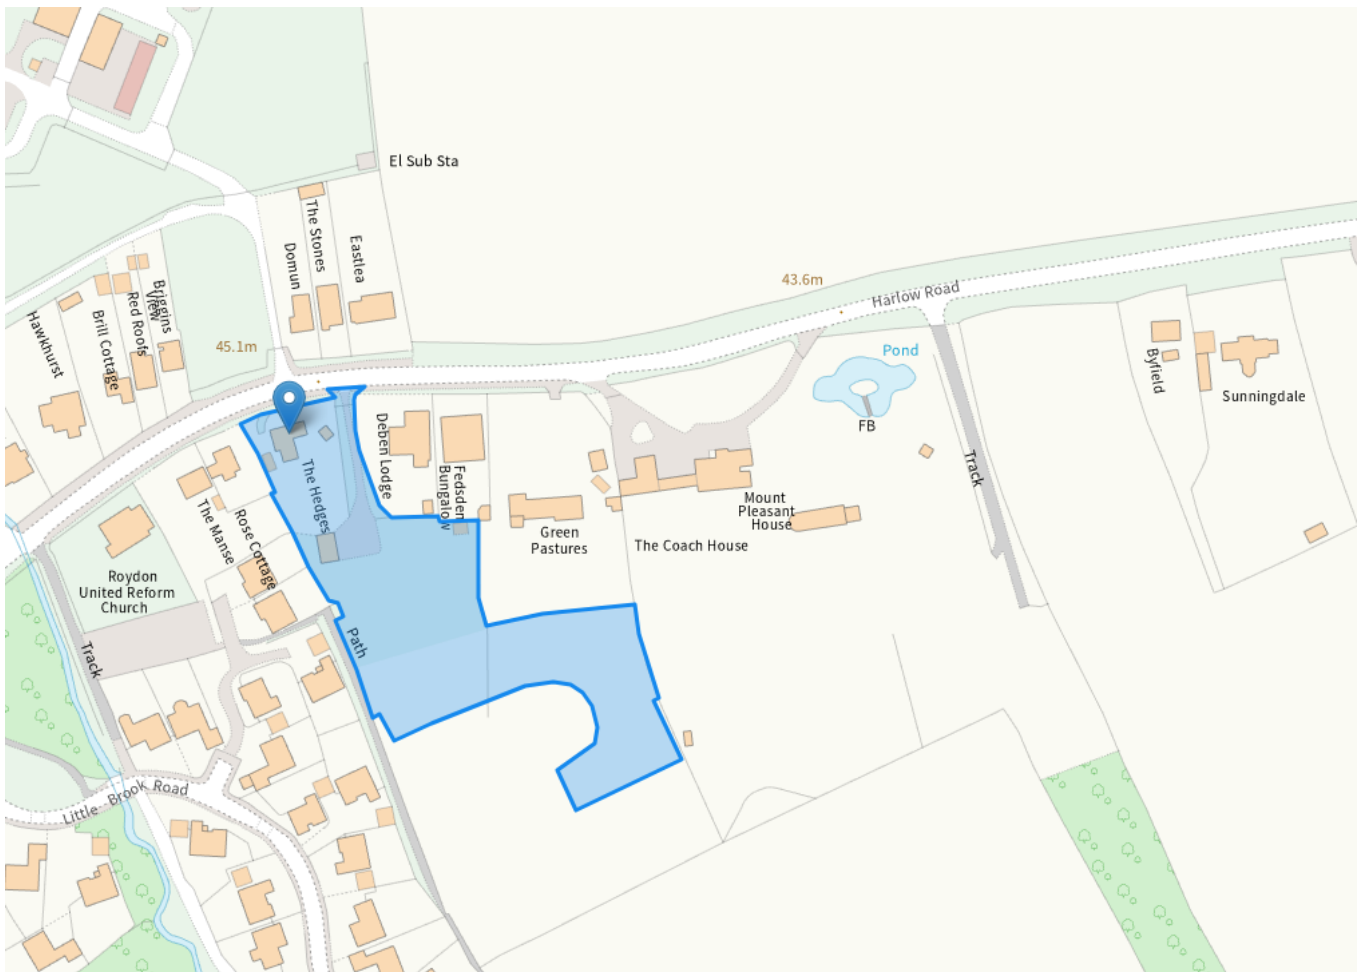 El Sub Sta
The Stones
Domun
Eastlea
43.6m
Harlow Road
Briggins
View
Red Roofs
Brill Cottage
Hawkhurst
45.1m
Pond
FB
Byfield
Sunningdale
Deben Lodge
Fedsden
Bungalow
The Hedges
Track
Rose Cottage
The Manse
Mount
Pleasant
House
Green
Pastures
The Coach House
Roydon
United Reform
Church
Path
Track
Little Brook Road